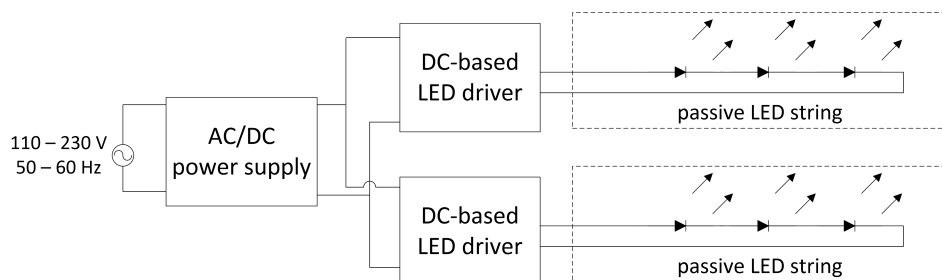 110 – 230 V
50 – 60 Hz
AC/DC
power supply
DC-based
LED driver
passive LED string
DC-based
LED driver
passive LED string